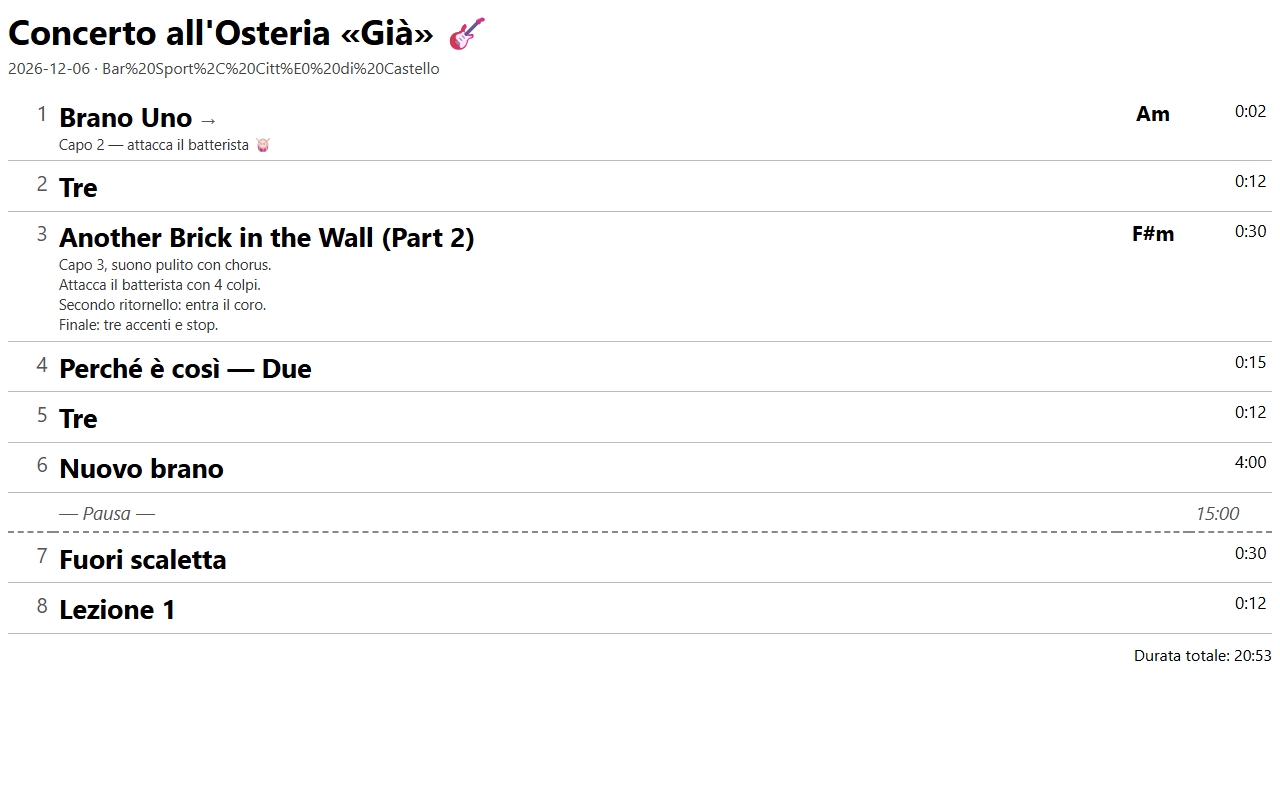 Concerto all'Osteria «Già» 🎸
2026-12-06 · Bar%20Sport%2C%20Citt%E0%20di%20Castello
1 Brano Uno → Am 0:02
Capo 2 — attacca il batterista
2 Tre 0:12
3 Another Brick in the Wall (Part 2) F#m 0:30
Capo 3, suono pulito con chorus.
Attacca il batterista con 4 colpi.
Secondo ritornello: entra il coro.
Finale: tre accenti e stop.
4 Perché è così — Due 0:15
5 Tre 0:12
6 Nuovo brano 4:00
— Pausa — 15:00
7 Fuori scaletta 0:30
8 Lezione 1 0:12
Durata totale: 20:53